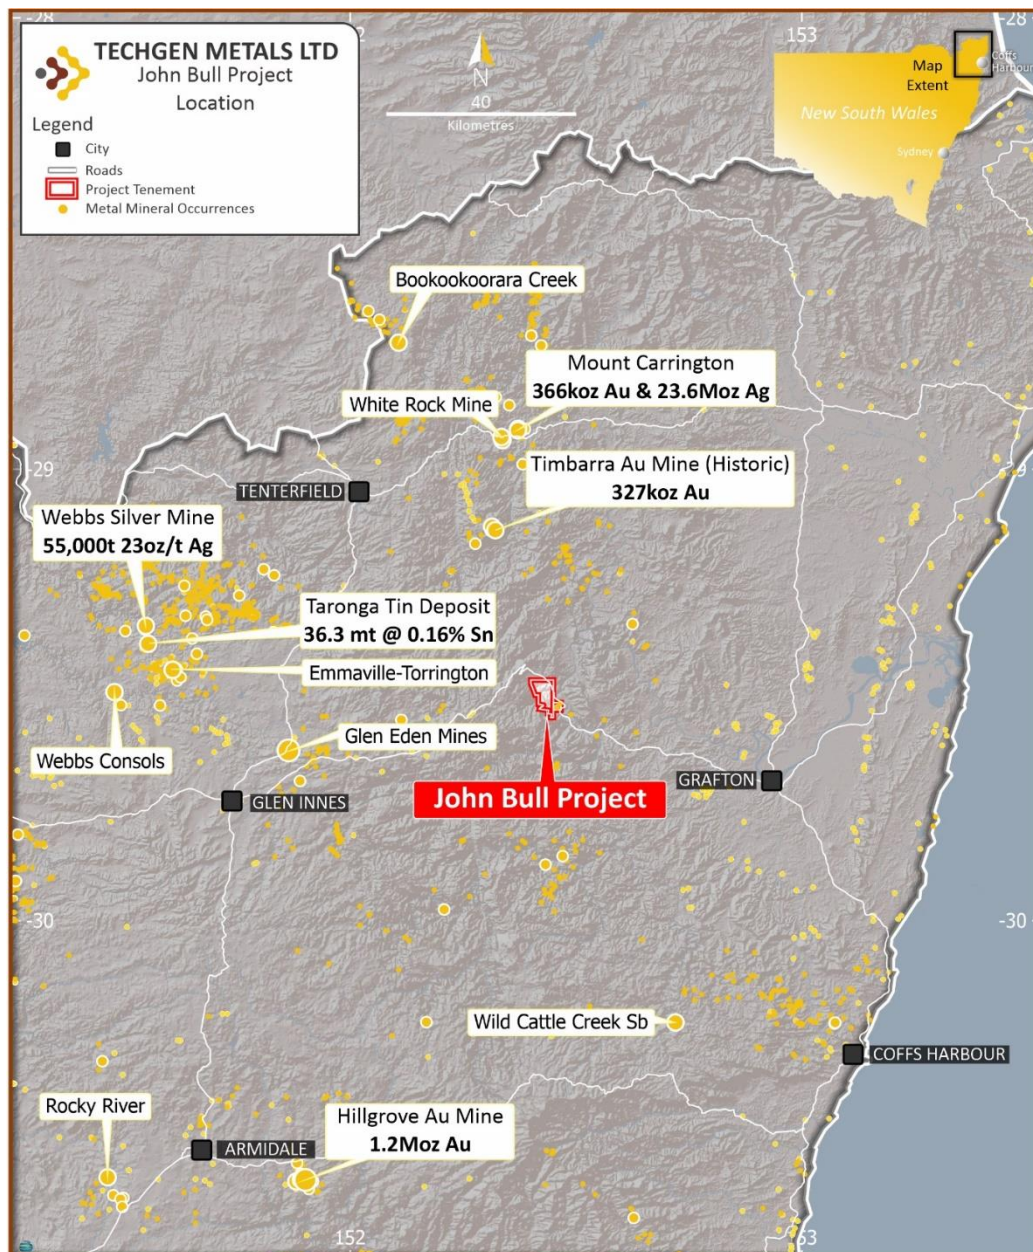 -28
152
153
-28
TECHGEN METALS LTD
John Bull Project
Location
Legend
City
Roads
Project Tenement
Metal Mineral Occurrences
N
40
Kilometres
Map
Extent
Coffs
Harbour
New South Wales
Sydney
Bookookoorara Creek
Mount Carrington
366koz Au & 23.6Moz Ag
White Rock Mine
-29
Timbarra Au Mine (Historic)
327koz Au
TENTERFIELD
Webbs Silver Mine
55,000t 23oz/t Ag
Taronga Tin Deposit
36.3 mt @ 0.16% Sn
Emmaville-Torrington
Glen Eden Mines
Webbs Consols
GRAFTON
John Bull Project
GLEN INNES
-30
-30
Wild Cattle Creek Sb
COFFS HARBOUR
Rocky River
Hillgrove Au Mine
1.2Moz Au
ARMIDALE
152
153